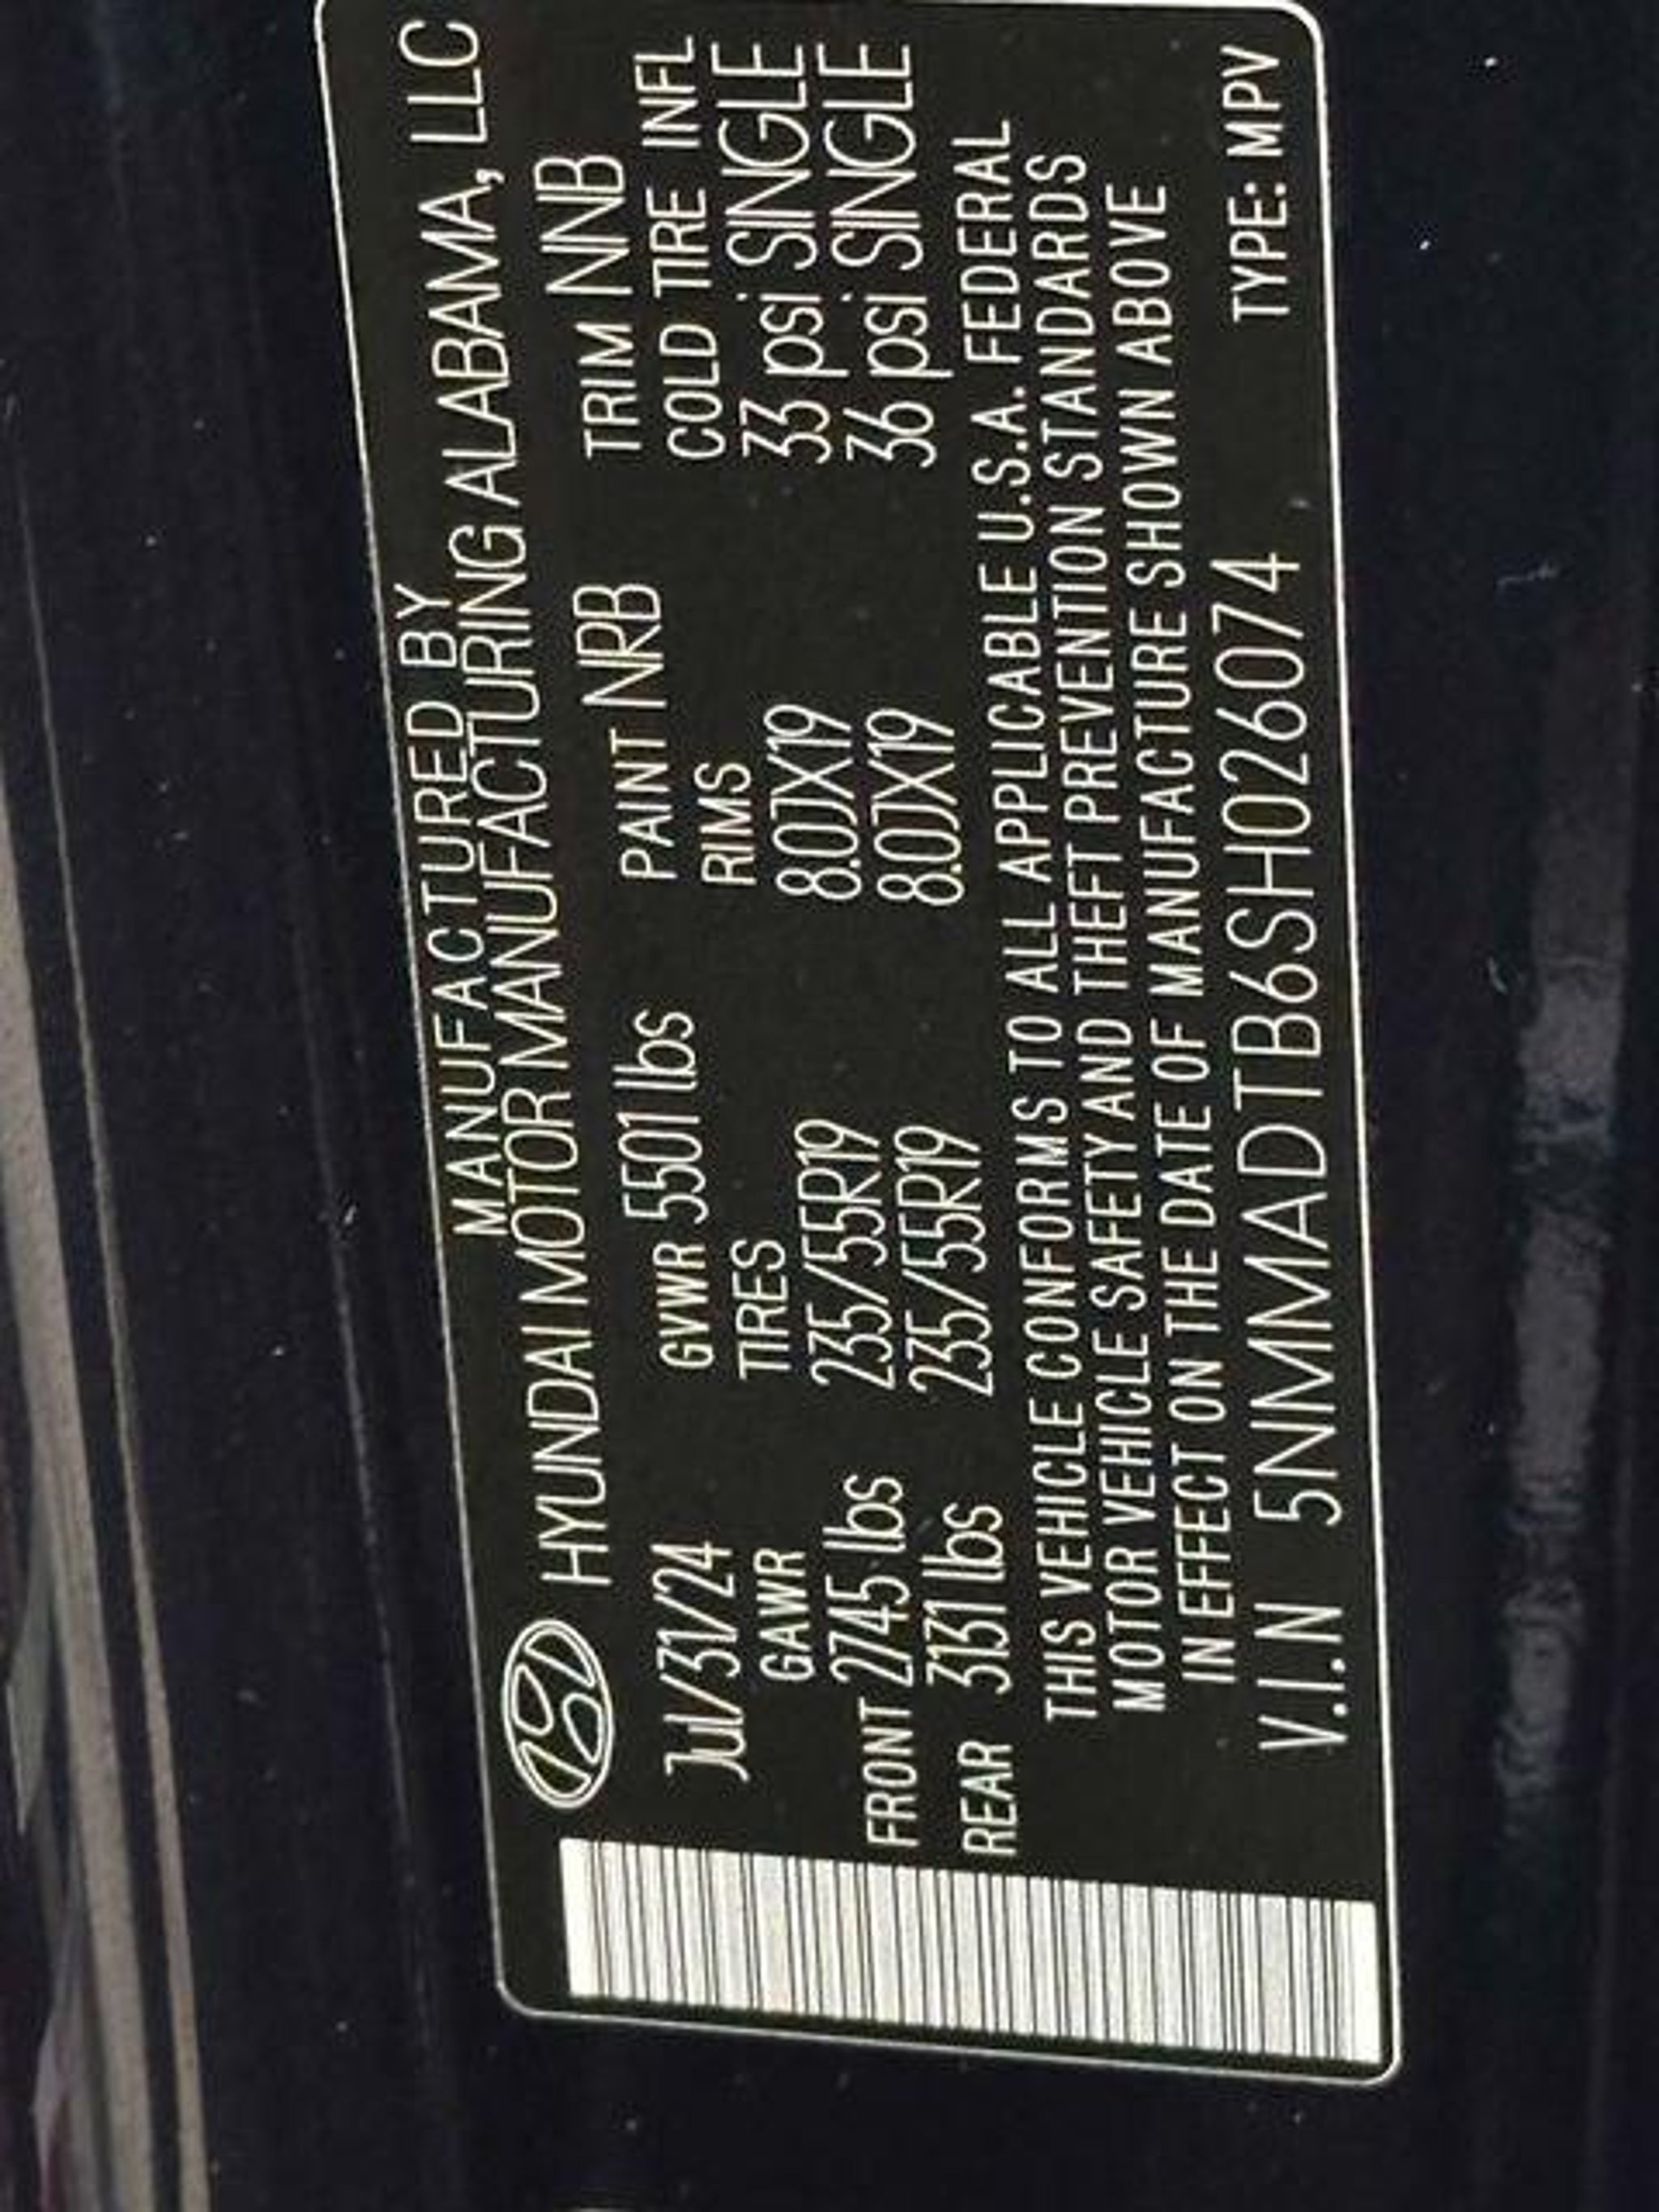 MANUFACTURED BY
HYUNDAI MOTOR MANUFACTURING ALABAMA, LLC
Jul/31/24 GVWR 5501 lbs PAINT NRB TRIM NNB
GAWR TIRES RIMS COLD TIRE INFL
FRONT 2745 lbs 235/55R19 8.0JX19 33 psi SINGLE
REAR 3131 lbs 235/55R19 8.0JX19 36 psi SINGLE
THIS VEHICLE CONFORMS TO ALL APPLICABLE U.S.A. FEDERAL
MOTOR VEHICLE SAFETY AND THEFT PREVENTION STANDARDS
IN EFFECT ON THE DATE OF MANUFACTURE SHOWN ABOVE
V.I.N 5NMMADTB6SH026074 TYPE: MPV